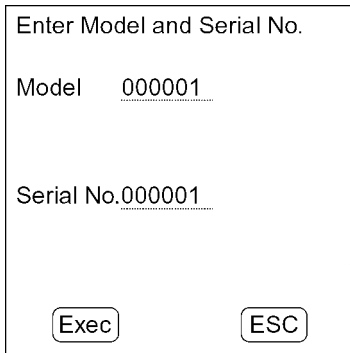 Enter Model and Serial No.
Model 000001
Serial No.000001
Exec ESC